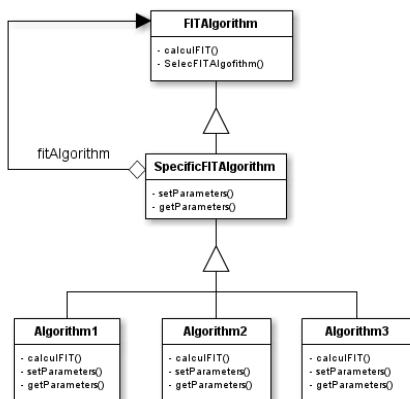 FITAlgorithm
- calculFIT()
- SelecFITAlgofithm()
fitAlgorithm
SpecificFITAlgorithm
- setParameters()
- getParameters()
Algorithm1
- calculFIT()
- setParameters()
- getParameters()
Algorithm2
- calculFIT()
- setParameters()
- getParameters()
Algorithm3
- calculFIT()
- setParameters()
- getParameters()